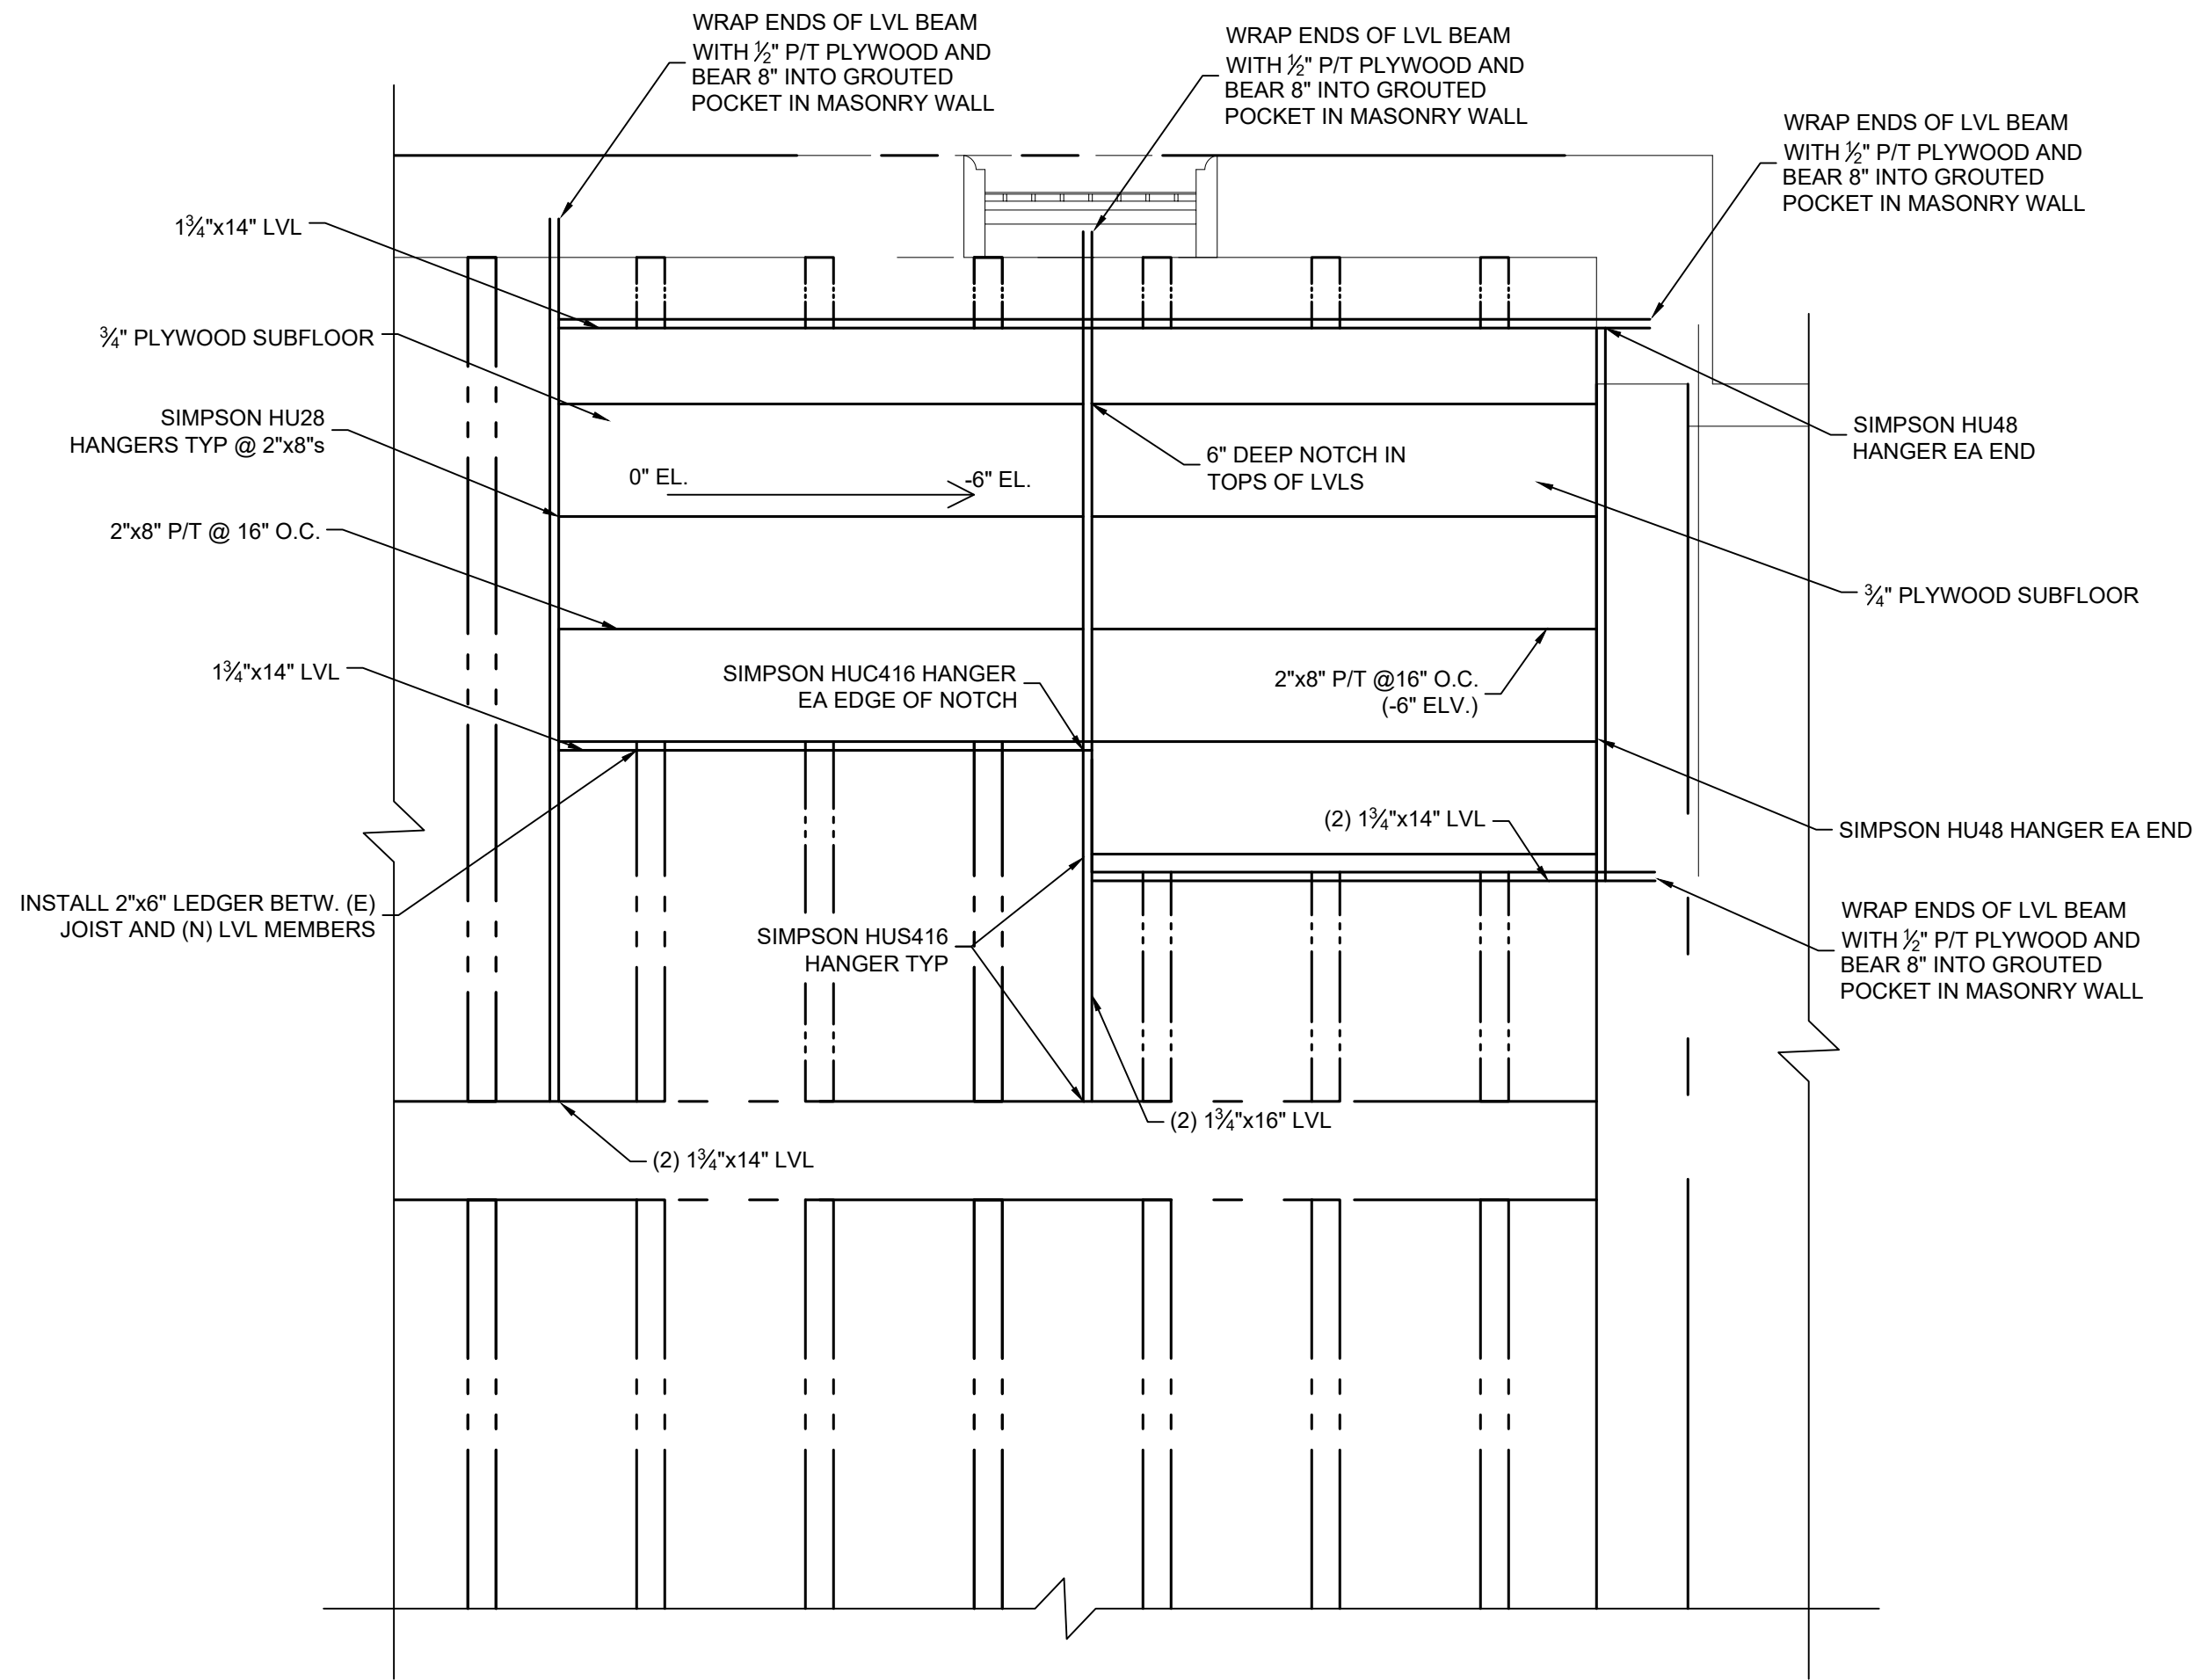 WRAP ENDS OF LVL BEAM
WITH ½" P/T PLYWOOD AND
BEAR 8" INTO GROUTED
POCKET IN MASONRY WALL
WRAP ENDS OF LVL BEAM
WITH ½" P/T PLYWOOD AND
BEAR 8" INTO GROUTED
POCKET IN MASONRY WALL
WRAP ENDS OF LVL BEAM
WITH ½" P/T PLYWOOD AND
BEAR 8" INTO GROUTED
POCKET IN MASONRY WALL
1¾"x14" LVL
¾" PLYWOOD SUBFLOOR
SIMPSON HU28
HANGERS TYP @ 2"x8"s
SIMPSON HU48
HANGER EA END
6" DEEP NOTCH IN
TOPS OF LVLS
0" EL.
-6" EL.
2"x8" P/T @ 16" O.C.
¾" PLYWOOD SUBFLOOR
1¾"x14" LVL
SIMPSON HUC416 HANGER
EA EDGE OF NOTCH
2"x8" P/T @16" O.C.
(-6" ELV.)
(2) 1¾"x14" LVL
SIMPSON HU48 HANGER EA END
INSTALL 2"x6" LEDGER BETW. (E)
JOIST AND (N) LVL MEMBERS
SIMPSON HUS416
HANGER TYP
WRAP ENDS OF LVL BEAM
WITH ½" P/T PLYWOOD AND
BEAR 8" INTO GROUTED
POCKET IN MASONRY WALL
(2) 1¾"x16" LVL
(2) 1¾"x14" LVL